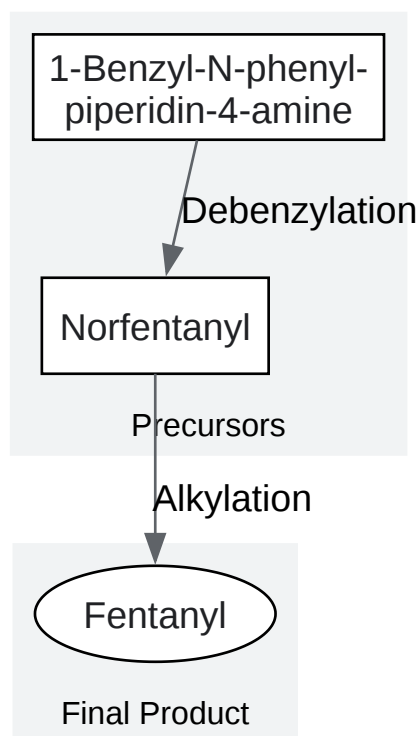 1-Benzyl-N-phenyl-
piperidin-4-amine
Debenzylation
Norfentanyl
Precursors
Alkylation
Fentanyl
Final Product